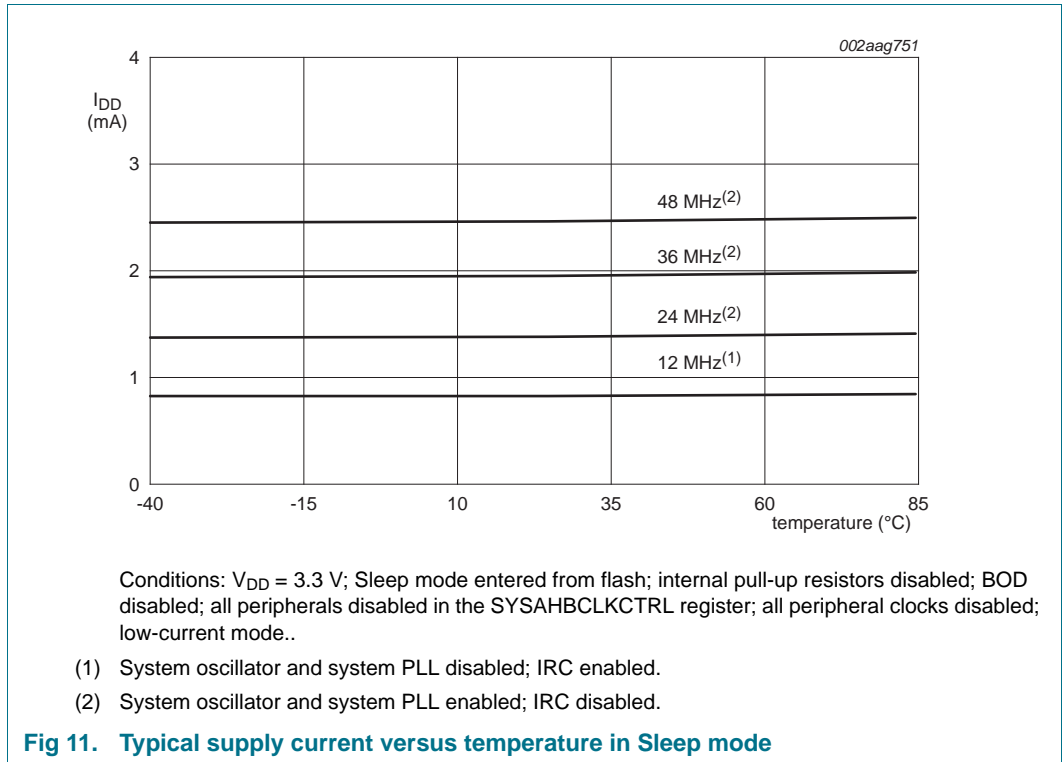 002aag751
4
I_DD
(mA)
3
48 MHz(2)
2
36 MHz(2)
24 MHz(2)
12 MHz(1)
1
0
-40 -15 10 35 60 85
temperature (°C)
Conditions: V_DD = 3.3 V; Sleep mode entered from flash; internal pull-up resistors disabled; BOD
disabled; all peripherals disabled in the SYSAHBCLKCTRL register; all peripheral clocks disabled;
low-current mode..
(1) System oscillator and system PLL disabled; IRC enabled.
(2) System oscillator and system PLL enabled; IRC disabled.
Fig 11. Typical supply current versus temperature in Sleep mode